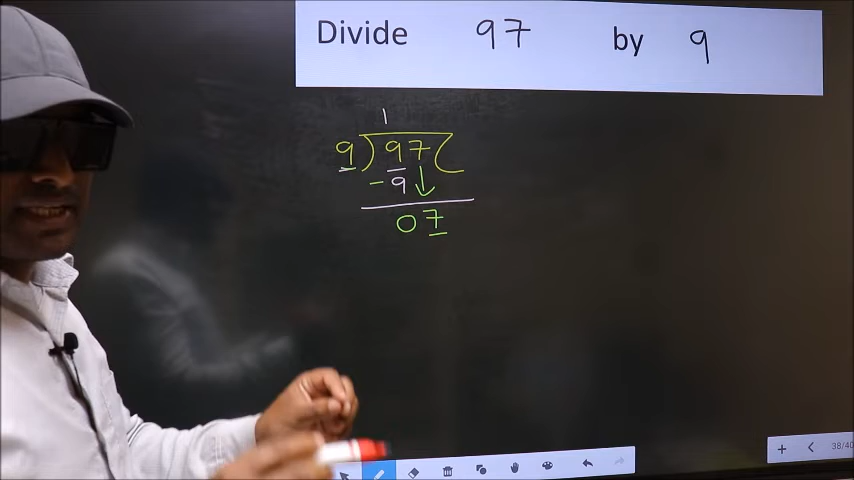 Divide 97 by 9
1
9) 97 (
- 9 ↓
07
38/40